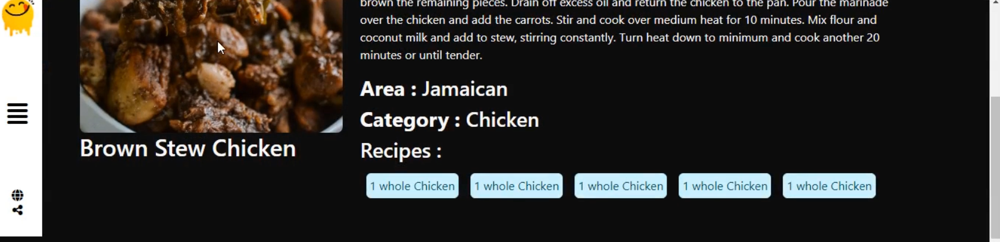 brown the remaining pieces. Drain off excess oil and return the chicken to the pan. Pour the marinade
over the chicken and add the carrots. Stir and cook over medium heat for 10 minutes. Mix flour and
coconut milk and add to stew, stirring constantly. Turn heat down to minimum and cook another 20
minutes or until tender.
Area : Jamaican
Category : Chicken
Recipes :
1 whole Chicken 1 whole Chicken 1 whole Chicken 1 whole Chicken 1 whole Chicken
Brown Stew Chicken